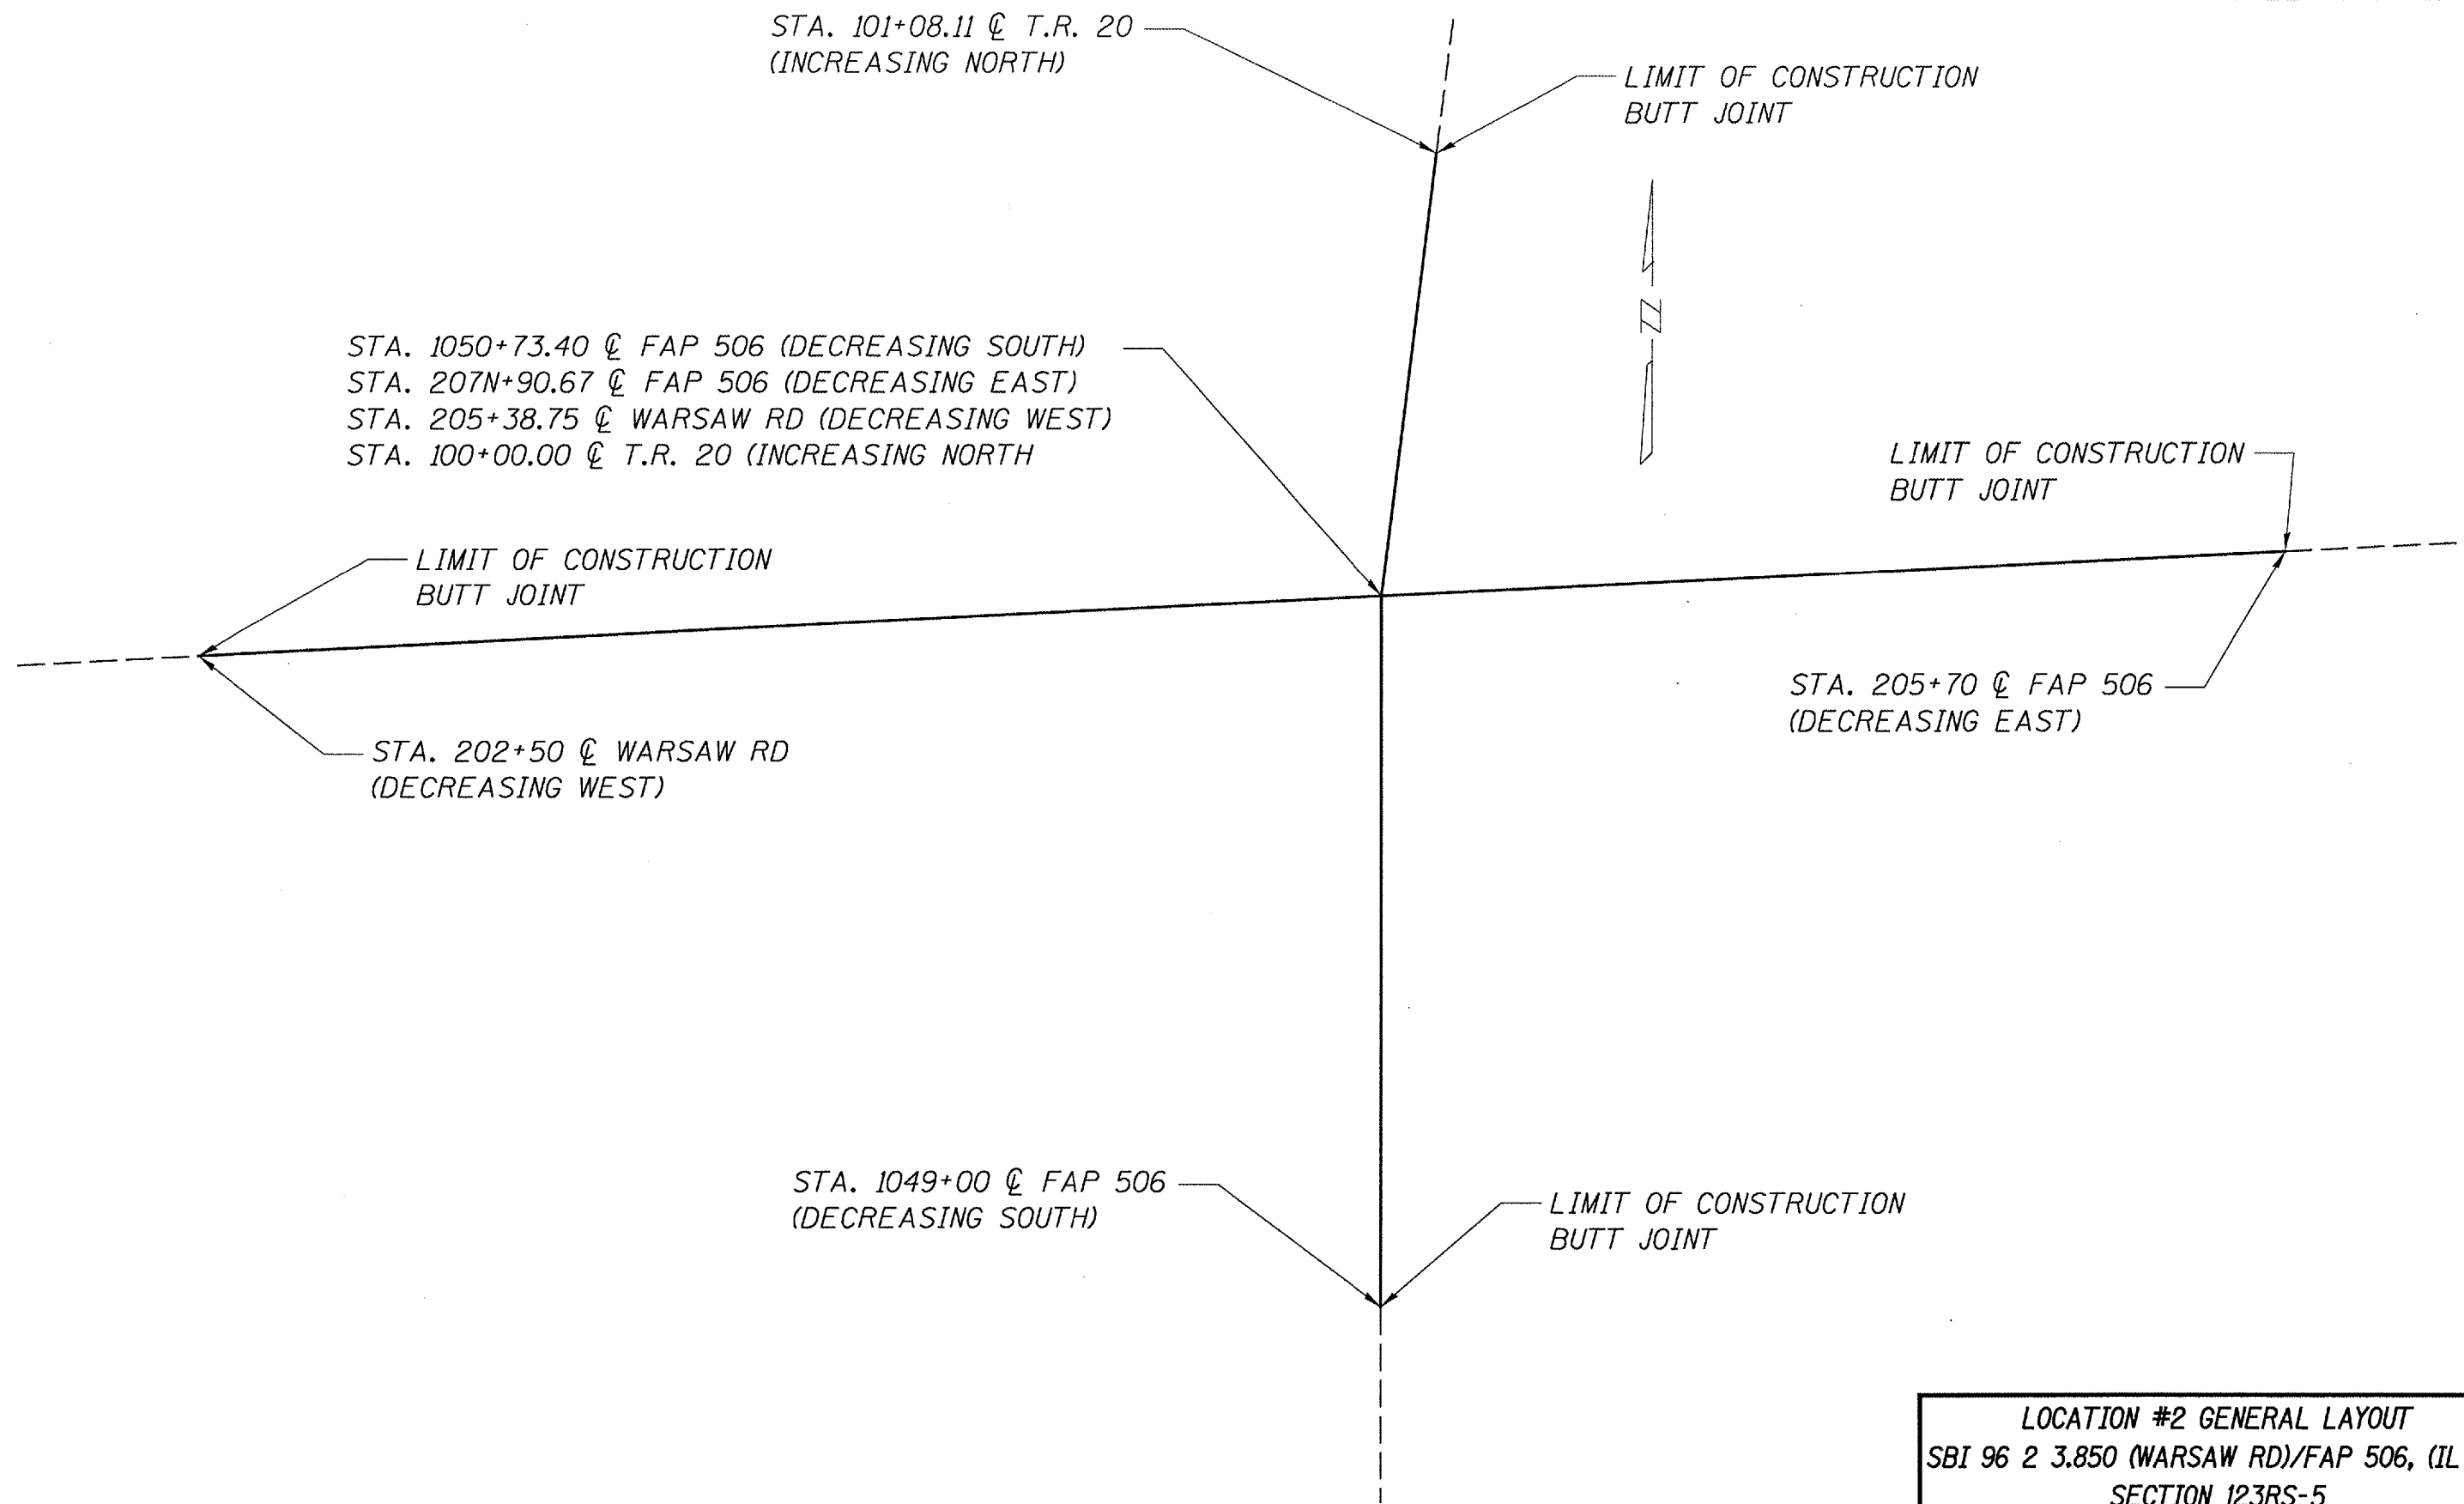 STA. 101+08.11 ℄ T.R. 20
(INCREASING NORTH)
LIMIT OF CONSTRUCTION
BUTT JOINT
N
STA. 1050+73.40 ℄ FAP 506 (DECREASING SOUTH)
STA. 207N+90.67 ℄ FAP 506 (DECREASING EAST)
STA. 205+38.75 ℄ WARSAW RD (DECREASING WEST)
STA. 100+00.00 ℄ T.R. 20 (INCREASING NORTH
LIMIT OF CONSTRUCTION
BUTT JOINT
LIMIT OF CONSTRUCTION
BUTT JOINT
STA. 205+70 ℄ FAP 506
(DECREASING EAST)
STA. 202+50 ℄ WARSAW RD
(DECREASING WEST)
STA. 1049+00 ℄ FAP 506
(DECREASING SOUTH)
LIMIT OF CONSTRUCTION
BUTT JOINT
LOCATION #2 GENERAL LAYOUT
SBI 96 2 3.850 (WARSAW RD)/FAP 506, (IL
SECTION 123RS-5